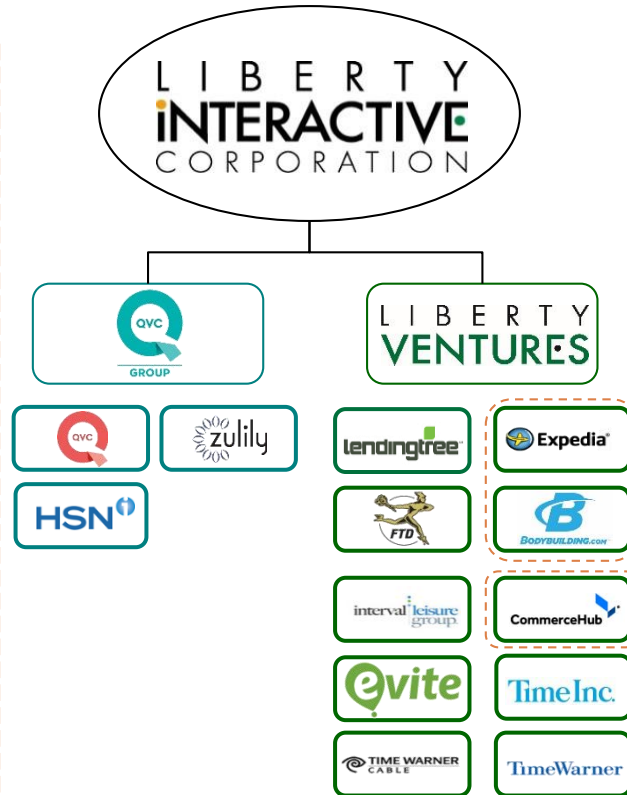 LIBERTY
iNTERACTIVE
CORPORATION
QVC
GROUP
LIBERTY
VENTURES
QVC
zulily
HSN
lendingtree
Expedia
FTD
BODYBUILDING.COM
interval leisure
group
CommerceHub
evite
Time Inc.
TIME WARNER
CABLE
TimeWarner